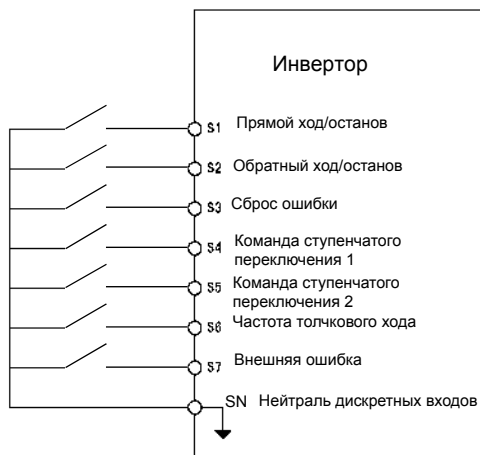 Инвертор
S1 Прямой ход/останов
S2 Обратный ход/останов
S3 Сброс ошибки
S4 Команда ступенчатого
переключения 1
S5 Команда ступенчатого
переключения 2
S6 Частота толчкового хода
S7 Внешняя ошибка
SN Нейтраль дискретных входов